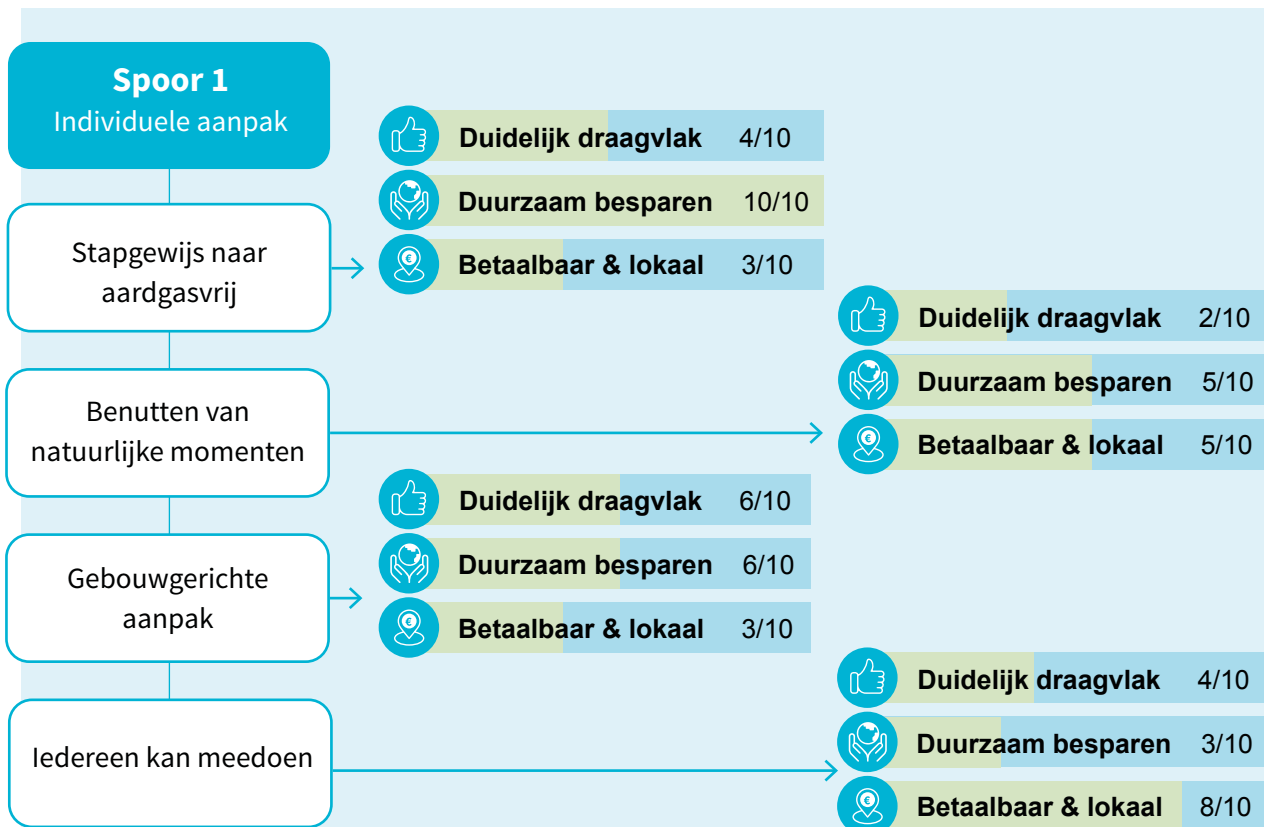 Spoor 1
Individuele aanpak
Duidelijk draagvlak 4/10
Duurzaam besparen 10/10
Betaalbaar & lokaal 3/10
Stapgewijs naar
aardgasvrij
Duidelijk draagvlak 2/10
Duurzaam besparen 5/10
Betaalbaar & lokaal 5/10
Benutten van
natuurlijke momenten
Duidelijk draagvlak 6/10
Duurzaam besparen 6/10
Betaalbaar & lokaal 3/10
Gebouwgerichte
aanpak
Duidelijk draagvlak 4/10
Duurzaam besparen 3/10
Betaalbaar & lokaal 8/10
Iedereen kan meedoen